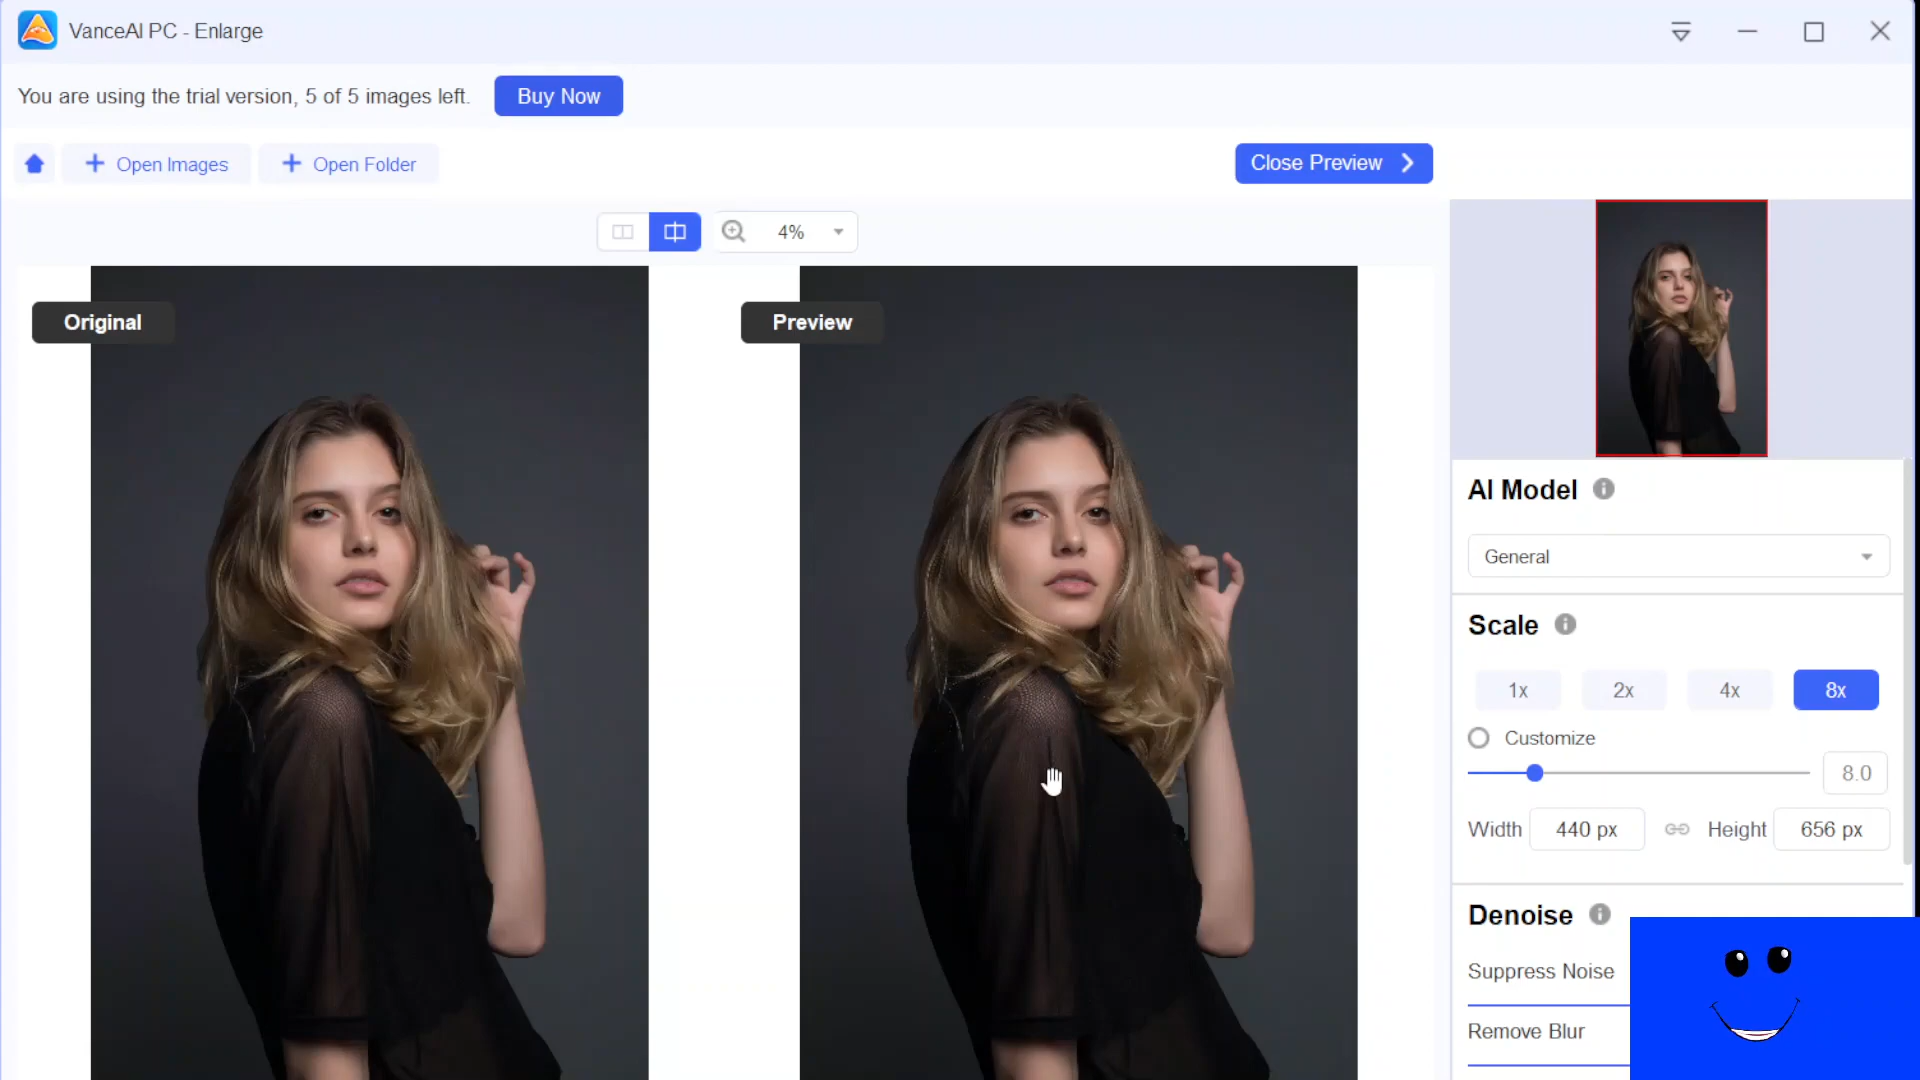 VanceAI PC - Enlarge
You are using the trial version, 5 of 5 images left.
Buy Now
Open Images
Open Folder
Close Preview
4%
Original
Preview
AI Model
General
Scale
1x 2x 4x 8x
Customize
8.0
Width 440 px Height 656 px
Denoise
Suppress Noise
Remove Blur